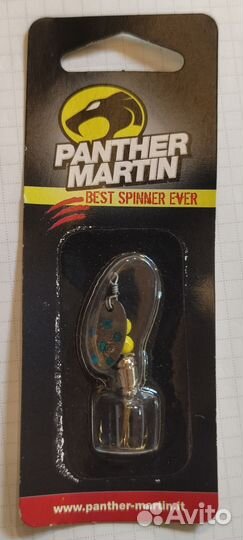 PANTHER
MARTIN
BEST SPINNER EVER
www.panther-martin.it
Avito